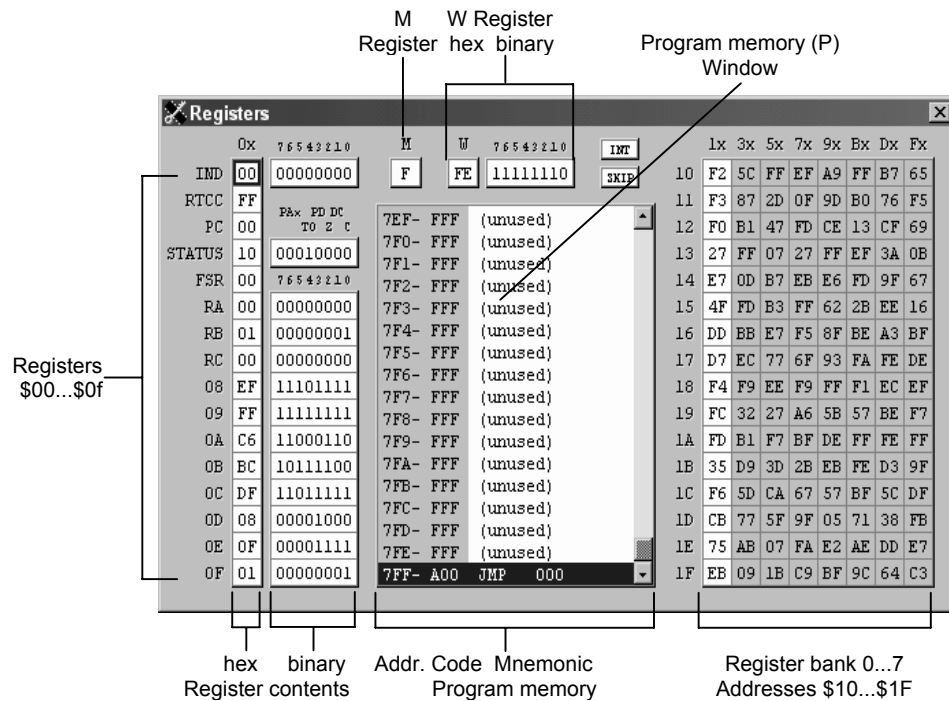 M W Register
Register hex binary
Program memory (P)
Window
Registers
0x 76543210 M W 76543210 INT 1x 3x 5x 7x 9x Bx Dx Fx
IND 00 00000000 F FE 11111110 SKIP 10 F2 5C FF EF A9 FF B7 65
RTCC FF PAx PD DC 7EF- FFF (unused) 11 F3 87 2D 0F 9D B0 76 F5
PC 00 TO Z C 7F0- FFF (unused) 12 F0 B1 47 FD CE 13 CF 69
STATUS 10 00010000 7F1- FFF (unused) 13 27 FF 07 27 FF EF 3A 0B
FSR 00 76543210 7F2- FFF (unused) 14 E7 0D B7 EB E6 FD 9F 67
RA 00 00000000 7F3- FFF (unused) 15 4F FD B3 FF 62 2B EE 16
RB 01 00000001 7F4- FFF (unused) 16 DD BB E7 F5 8F BE A3 BF
RC 00 00000000 7F5- FFF (unused) 17 D7 EC 77 6F 93 FA FE DE
7F6- FFF (unused)
08 EF 11101111 7F7- FFF (unused) 18 F4 F9 EE F9 FF F1 EC EF
09 FF 11111111 7F8- FFF (unused) 19 FC 32 27 A6 5B 57 BE F7
0A C6 11000110 7F9- FFF (unused) 1A FD B1 F7 BF DE FF FE FF
0B BC 10111100 7FA- FFF (unused) 1B 35 D9 3D 2B EB FE D3 9F
7FB- FFF (unused)
0C DF 11011111 7FC- FFF (unused) 1C F6 5D CA 67 57 BF 5C DF
0D 08 00001000 7FD- FFF (unused) 1D CB 77 5F 9F 05 71 38 FB
0E 0F 00001111 7FE- FFF (unused) 1E 75 AB 07 FA E2 AE DD E7
0F 01 00000001 7FF- A00 JMP 000 1F EB 09 1B C9 BF 9C 64 C3
Registers
$00...$0f
hex binary
Register contents
Addr. Code Mnemonic
Program memory
Register bank 0...7
Addresses $10...$1F